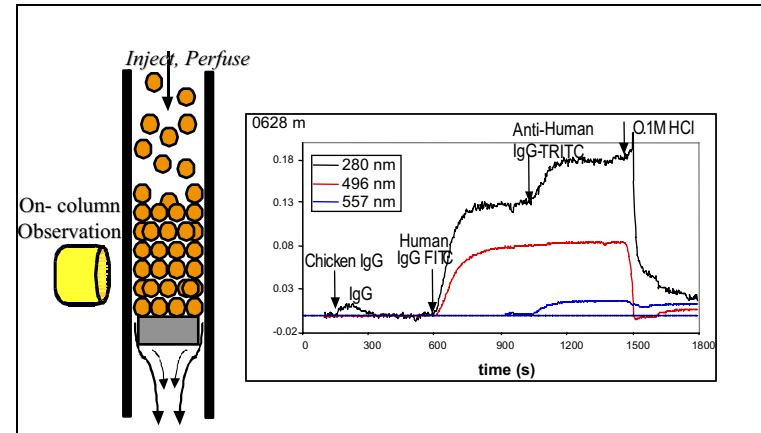 Inject, Perfuse
On- column
Observation
0628 m
280 nm
496 nm
557 nm
Anti-Human
IgG-TRITC
0.1M HCl
Human
IgG FITC
Chicken IgG
IgG
0.18
0.13
0.08
0.03
-0.02
0 300 600 900 1200 1500 1800
time (s)